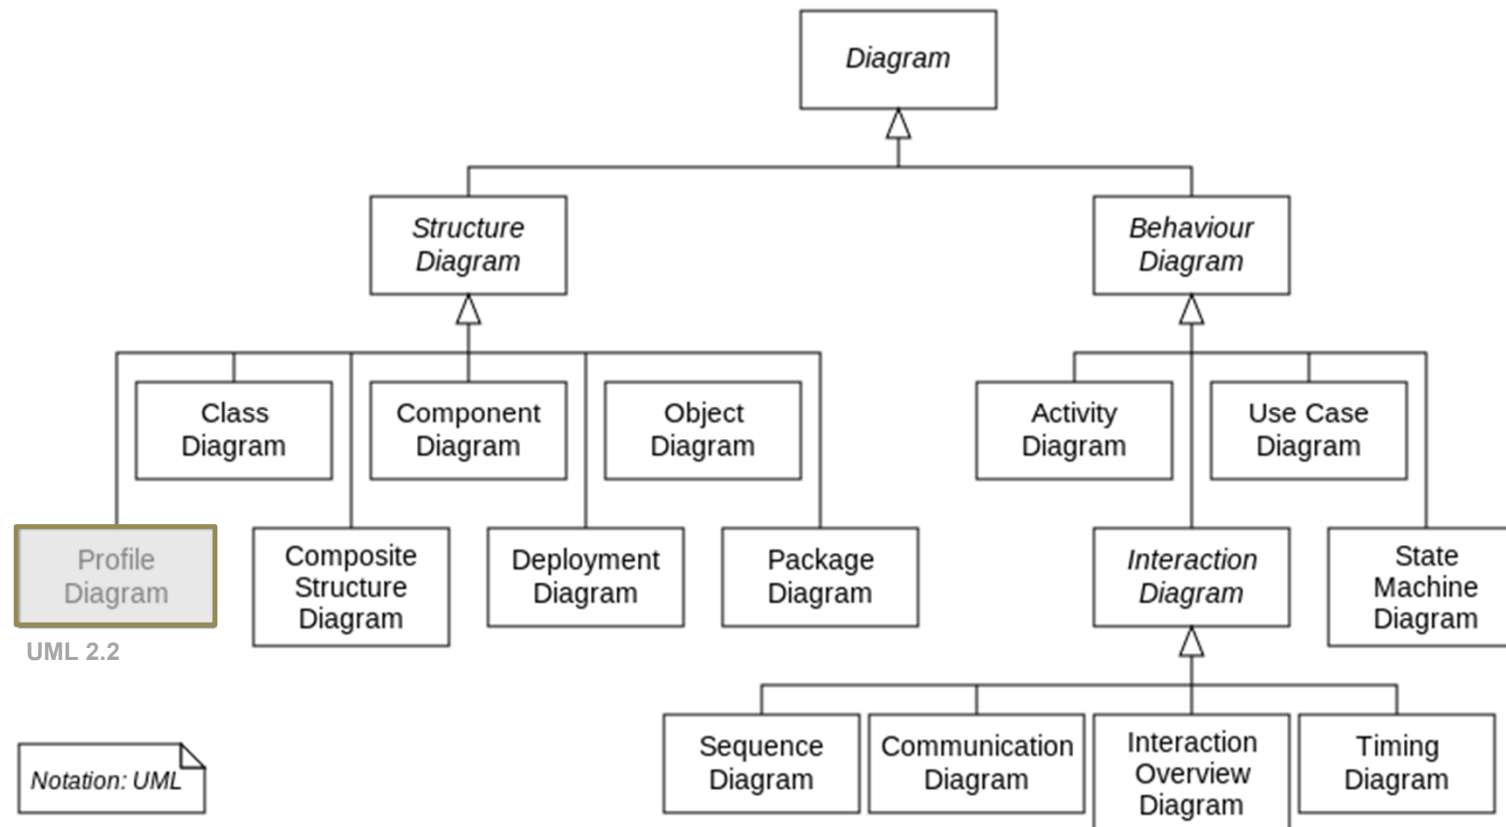 Diagram
Structure
Diagram
Behaviour
Diagram
Class
Diagram
Component
Diagram
Object
Diagram
Activity
Diagram
Use Case
Diagram
Profile
Diagram
UML 2.2
Composite
Structure
Diagram
Deployment
Diagram
Package
Diagram
Interaction
Diagram
State
Machine
Diagram
Sequence
Diagram
Communication
Diagram
Interaction
Overview
Diagram
Timing
Diagram
Notation: UML